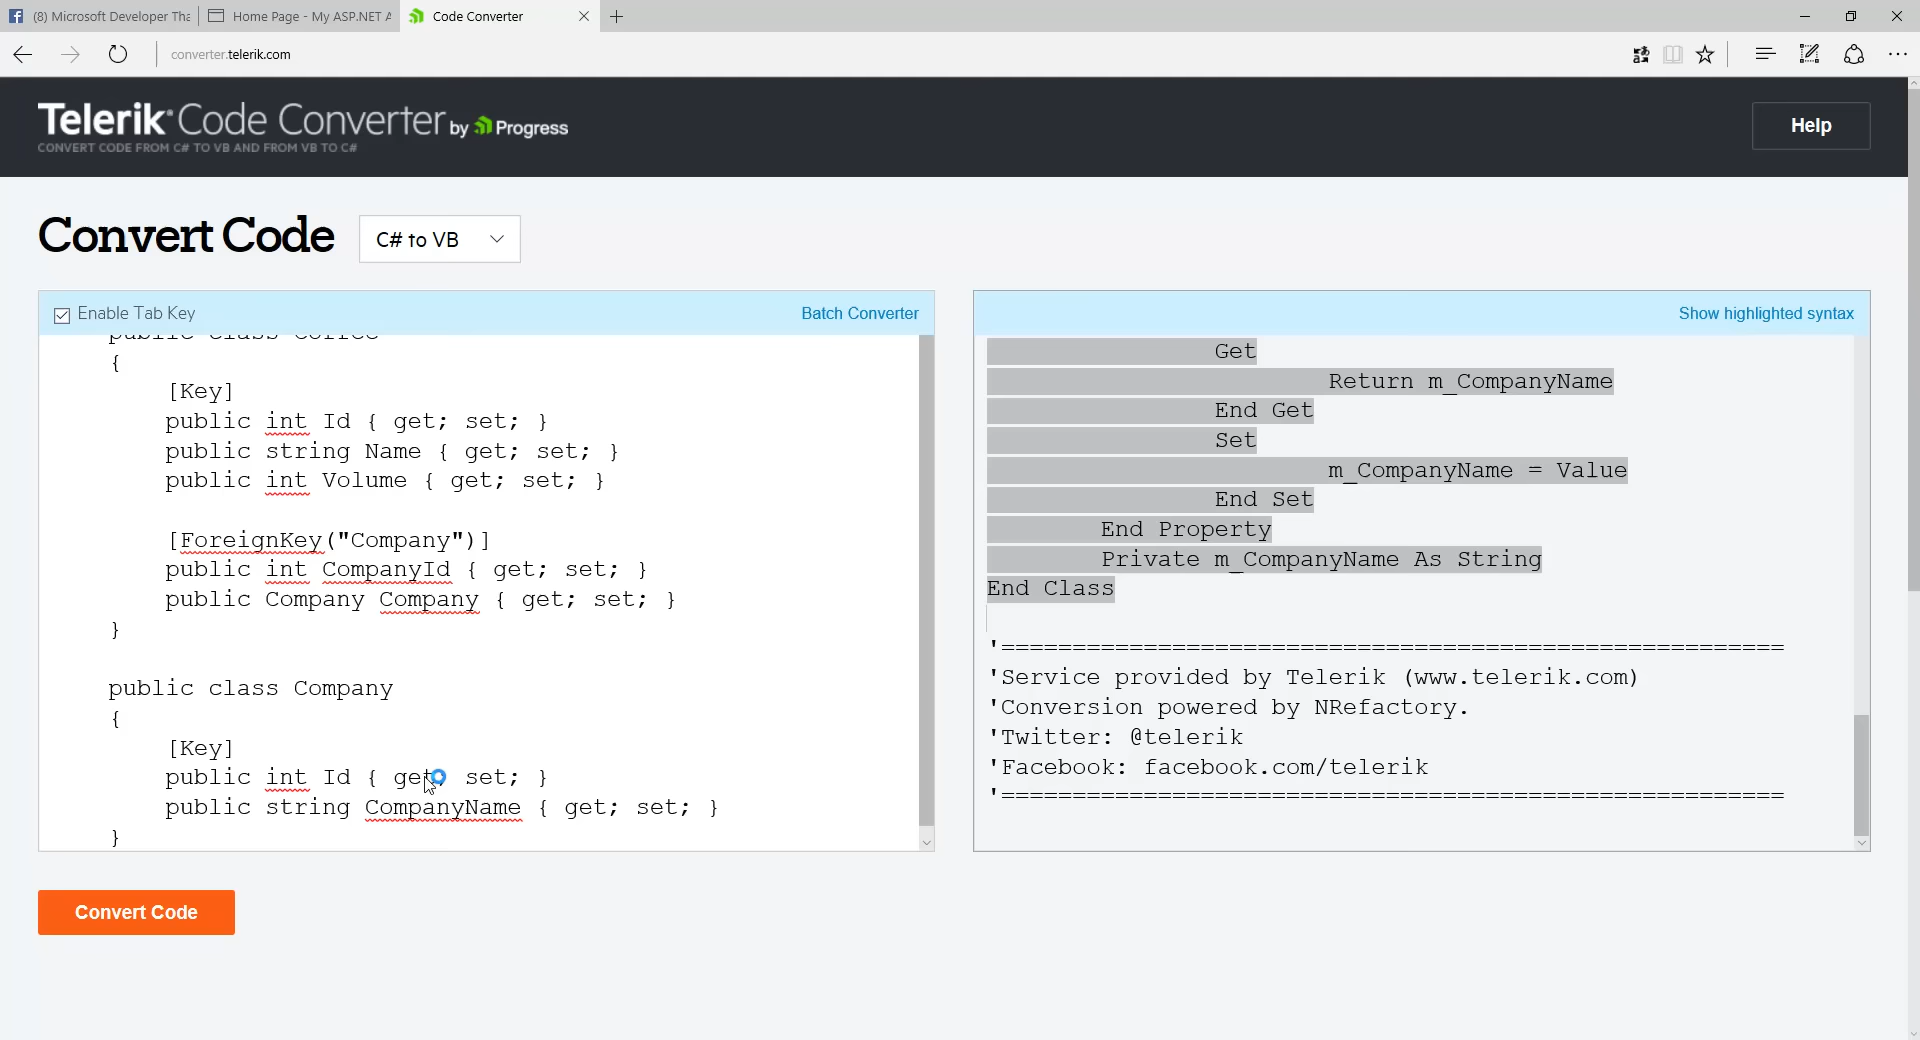 (8) Microsoft Developer Tha
Home Page - My ASP.NET A
Code Converter
converter.telerik.com
Telerik Code Converter by Progress
CONVERT CODE FROM C# TO VB AND FROM VB TO C#
Help
Convert Code
C# to VB
Enable Tab Key
Batch Converter
public class Coffee
{
[Key]
public int Id { get; set; }
public string Name { get; set; }
public int Volume { get; set; }
[ForeignKey("Company")]
public int CompanyId { get; set; }
public Company Company { get; set; }
}
public class Company
{
[Key]
public int Id { get; set; }
public string CompanyName { get; set; }
}
Show highlighted syntax
Get
Return m_CompanyName
End Get
Set
m_CompanyName = Value
End Set
End Property
Private m_CompanyName As String
End Class
'=======================================================
'Service provided by Telerik (www.telerik.com)
'Conversion powered by NRefactory.
'Twitter: @telerik
'Facebook: facebook.com/telerik
'=======================================================
Convert Code